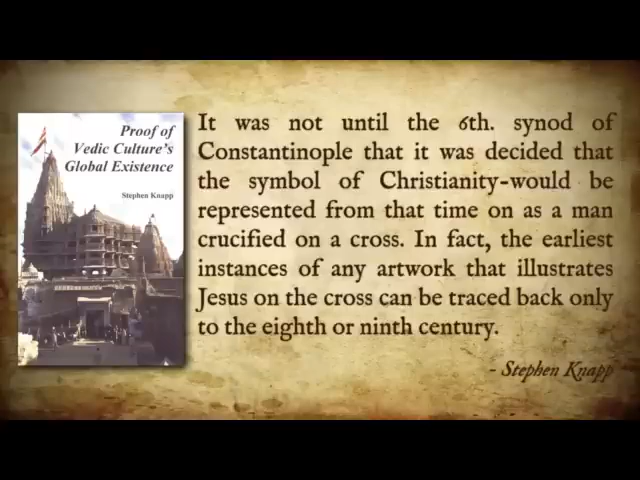 Proof of
Vedic Culture's
Global Existence
Stephen Knapp
It was not until the 6th. synod of
Constantinople that it was decided that
the symbol of Christianity-would be
represented from that time on as a man
crucified on a cross. In fact, the earliest
instances of any artwork that illustrates
Jesus on the cross can be traced back only
to the eighth or ninth century.
- Stephen Knapp